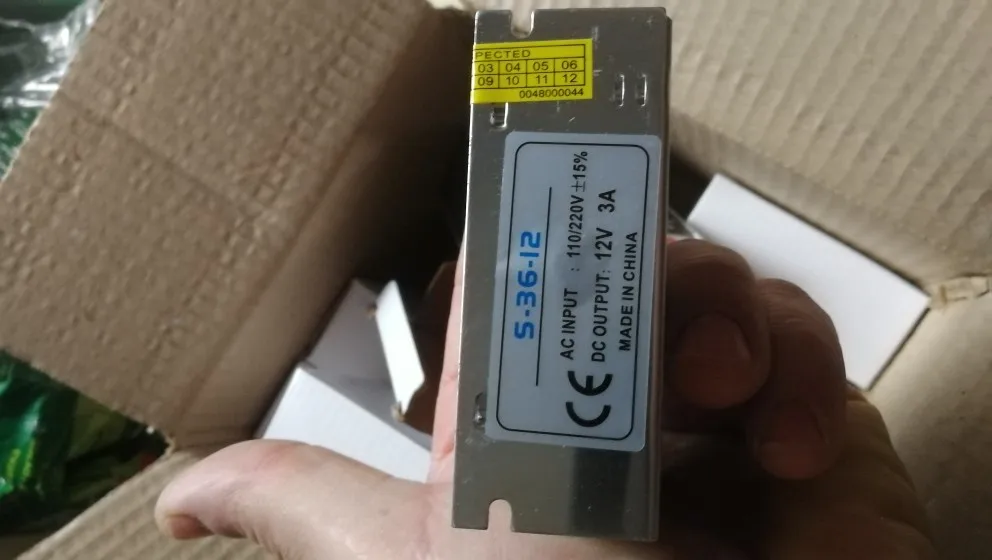 PECTED
03 04 05 06
09 10 11 12
0048000044
S-36-12
AC INPUT : 110/220V±15%
DC OUTPUT: 12V 3A
MADE IN CHINA
CE